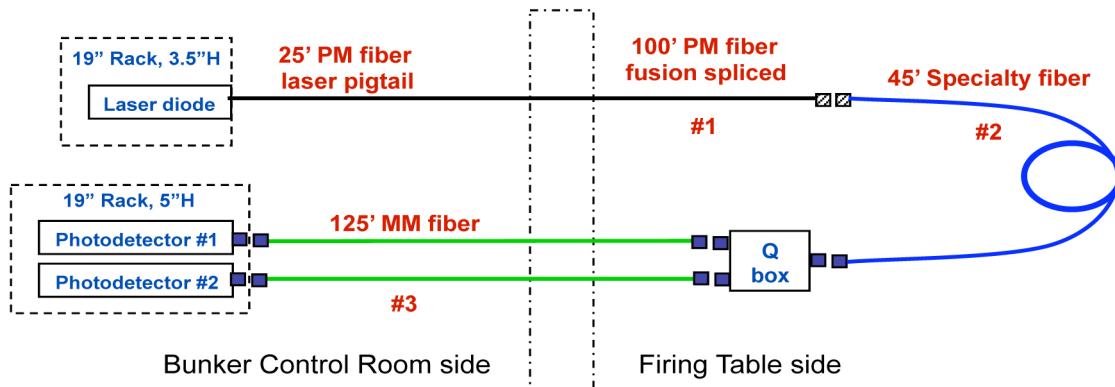 19” Rack, 3.5”H
Laser diode
25’ PM fiber
laser pigtail
100’ PM fiber
fusion spliced
#1
45’ Specialty fiber
#2
19” Rack, 5”H
Photodetector #1
Photodetector #2
125’ MM fiber
#3
Q
box
Bunker Control Room side
Firing Table side